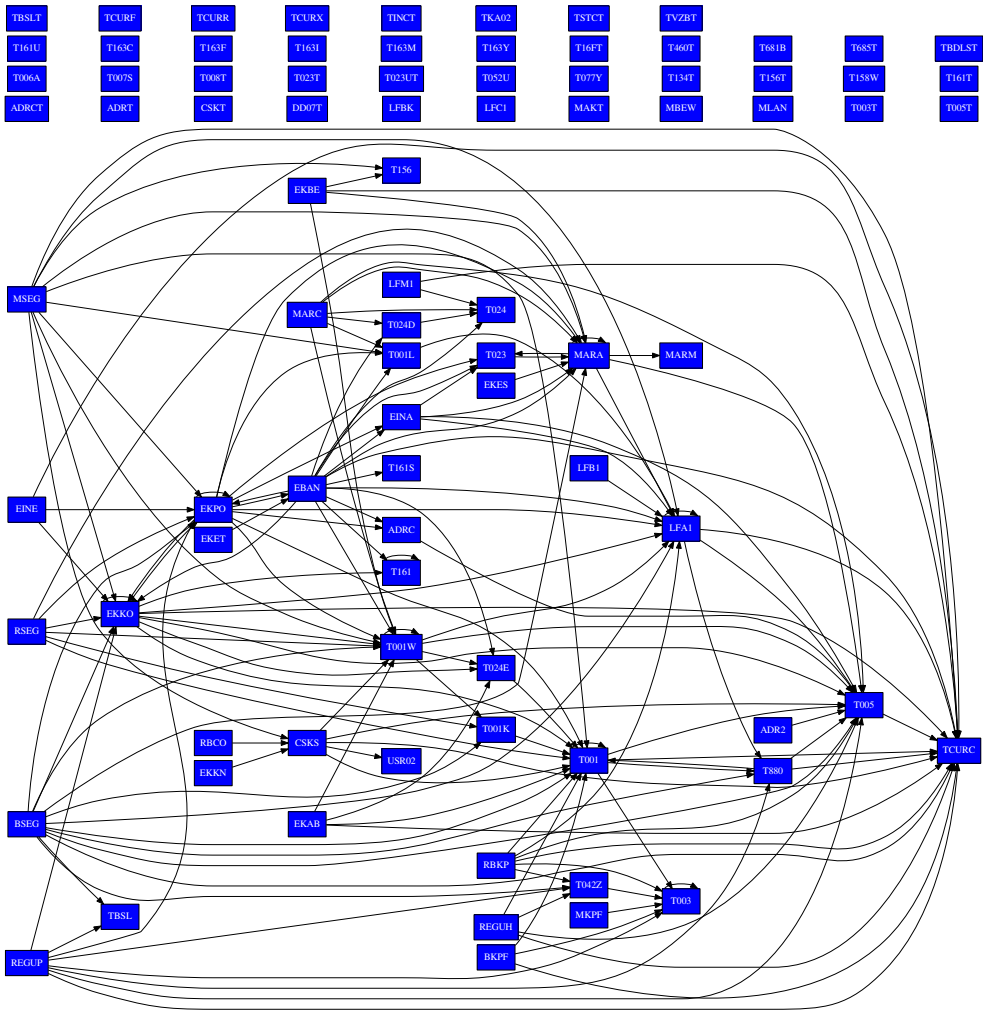 TBSLT TCURF TCURR TCURX TINCT TKA02 TSTCT TVZBT
T161U T163C T163F T163I T163M T163Y T16FT T460T T681B T685T TBDLST
T006A T007S T008T T023T T023UT T052U T077Y T134T T156T T158W T161T
ADRCT ADRT CSKT DD07T LFBK LFC1 MAKT MBEW MLAN T003T T005T
T156
EKBE
LFM1
MSEG
T024
MARC
T024D
T001L T023 MARA MARM
EKES
EINA
T161S LFB1
EBAN
EINE EKPO
ADRC LFA1
EKET
T161
EKKO
RSEG
T001W
T024E
T005
T001K ADR2
RBCO CSKS
TCURC
USR02 T001
EKKN T880
BSEG EKAB
RBKP
T042Z
T003
MKPF
TBSL
REGUH
BKPF
REGUP